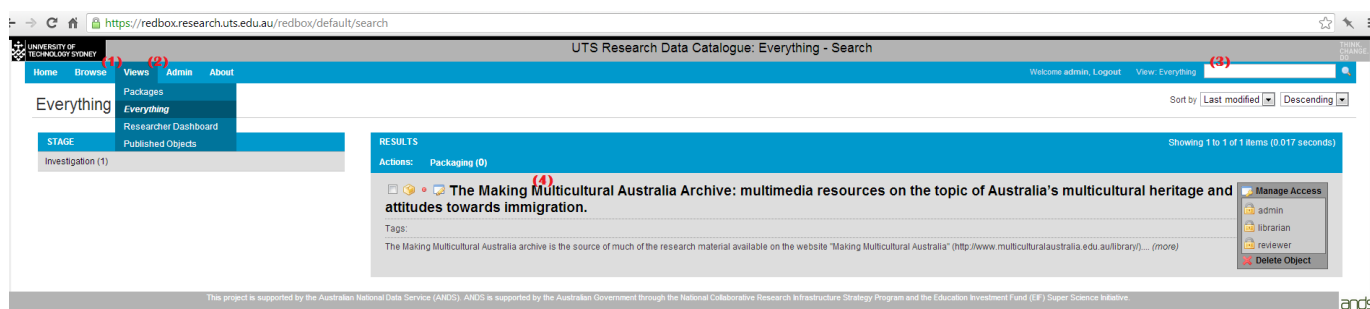 https://redbox.research.uts.edu.au/redbox/default/search
UNIVERSITY OF
TECHNOLOGY SYDNEY
UTS Research Data Catalogue: Everything - Search
THINK.
CHANGE.
DO
(1) (2) (3)
Home Browse Views Admin About Welcome admin, Logout View: Everything
Packages
Everything
Researcher Dashboard
Published Objects
Everything
Sort by Last modified Descending
STAGE
Investigation (1)
RESULTS Showing 1 to 1 of 1 items (0.017 seconds)
Actions: Packaging (0)
(4)
The Making Multicultural Australia Archive: multimedia resources on the topic of Australia's multicultural heritage and
attitudes towards immigration.
Tags:
The Making Multicultural Australia archive is the source of much of the research material available on the website "Making Multicultural Australia" (http://www.multiculturalaustralia.edu.au/library/).... (more)
Manage Access
admin
librarian
reviewer
Delete Object
This project is supported by the Australian National Data Service (ANDS). ANDS is supported by the Australian Government through the National Collaborative Research Infrastructure Strategy Program and the Education Investment Fund (EIF) Super Science Initiative.
ands